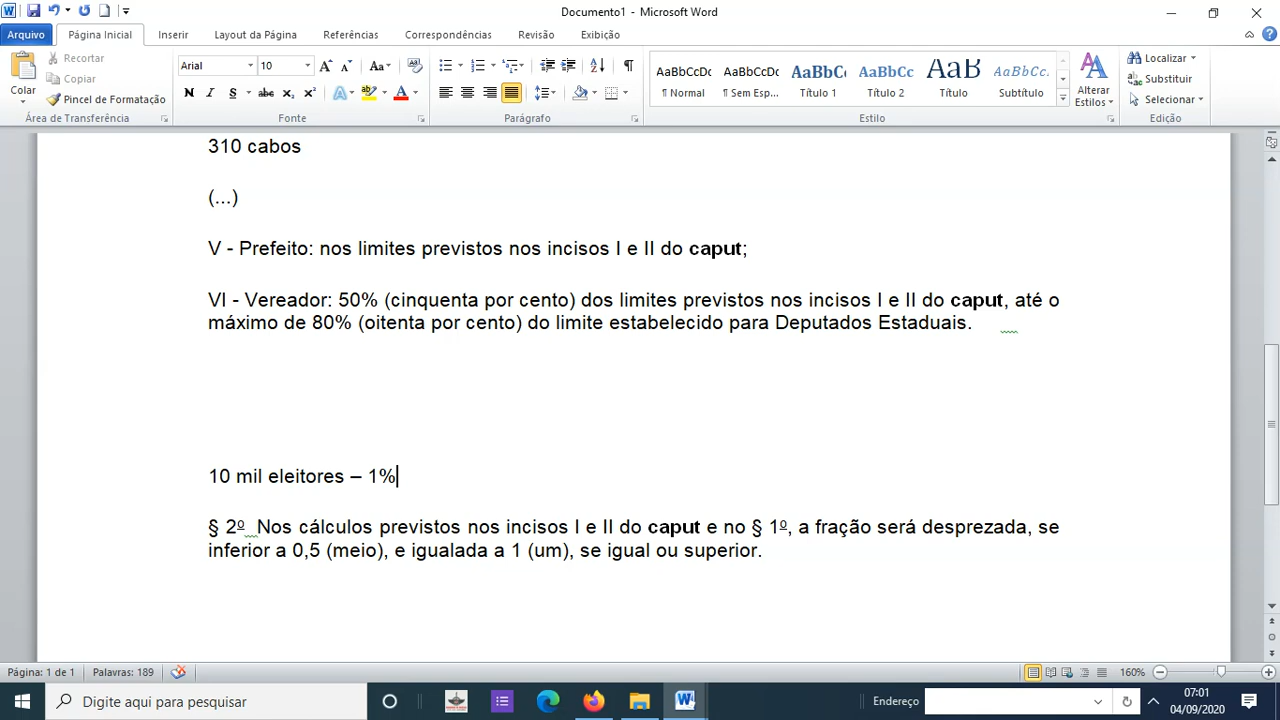 Documento1 - Microsoft Word
Arquivo Página Inicial Inserir Layout da Página Referências Correspondências Revisão Exibição
Colar Recortar Copiar Pincel de Formatação
Área de Transferência
Arial 10
N I S abc x₂ x² A ab A
Aa
Fonte
Parágrafo
AaBbCcDc AaBbCcDc AaBbC AaBbCc AaB AaBbCc.
¶ Normal ¶ Sem Esp... Título 1 Título 2 Título Subtítulo
Alterar Estilos
Estilo
Localizar
Substituir
Selecionar
Edição
310 cabos
(...)
V - Prefeito: nos limites previstos nos incisos I e II do caput;
VI - Vereador: 50% (cinquenta por cento) dos limites previstos nos incisos I e II do caput, até o
máximo de 80% (oitenta por cento) do limite estabelecido para Deputados Estaduais.
10 mil eleitores – 1%
§ 2º Nos cálculos previstos nos incisos I e II do caput e no § 1º, a fração será desprezada, se
inferior a 0,5 (meio), e igualada a 1 (um), se igual ou superior.
Página: 1 de 1 Palavras: 189 160%
Digite aqui para pesquisar Endereço 07:01
04/09/2020